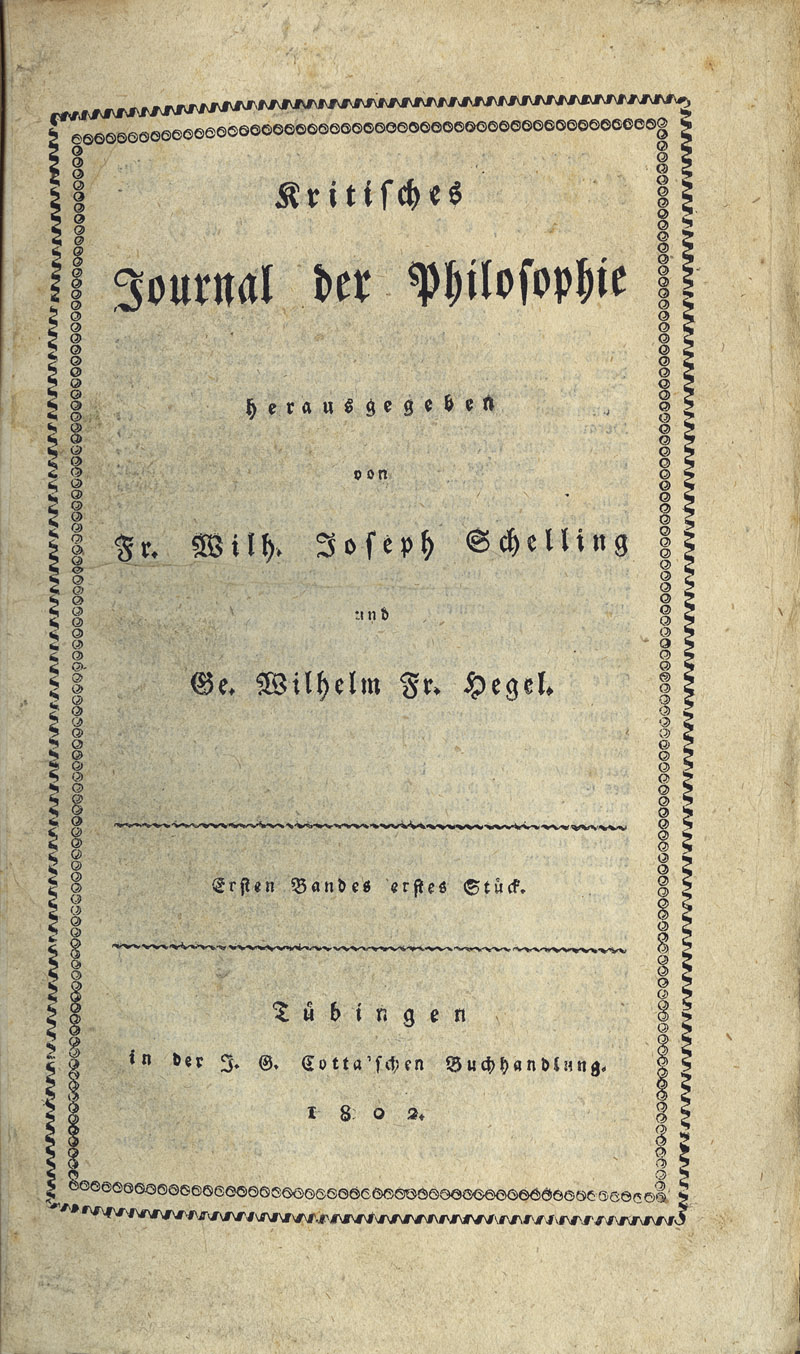 Kritisches
Journal der Philosophie
herausgegeben
von
Fr. Wilh. Joseph Schelling
und
Ge. Wilhelm Fr. Hegel.
Ersten Bandes erstes Stück.
Tübingen
in der J. G. Cotta'schen Buchhandlung.
1802.